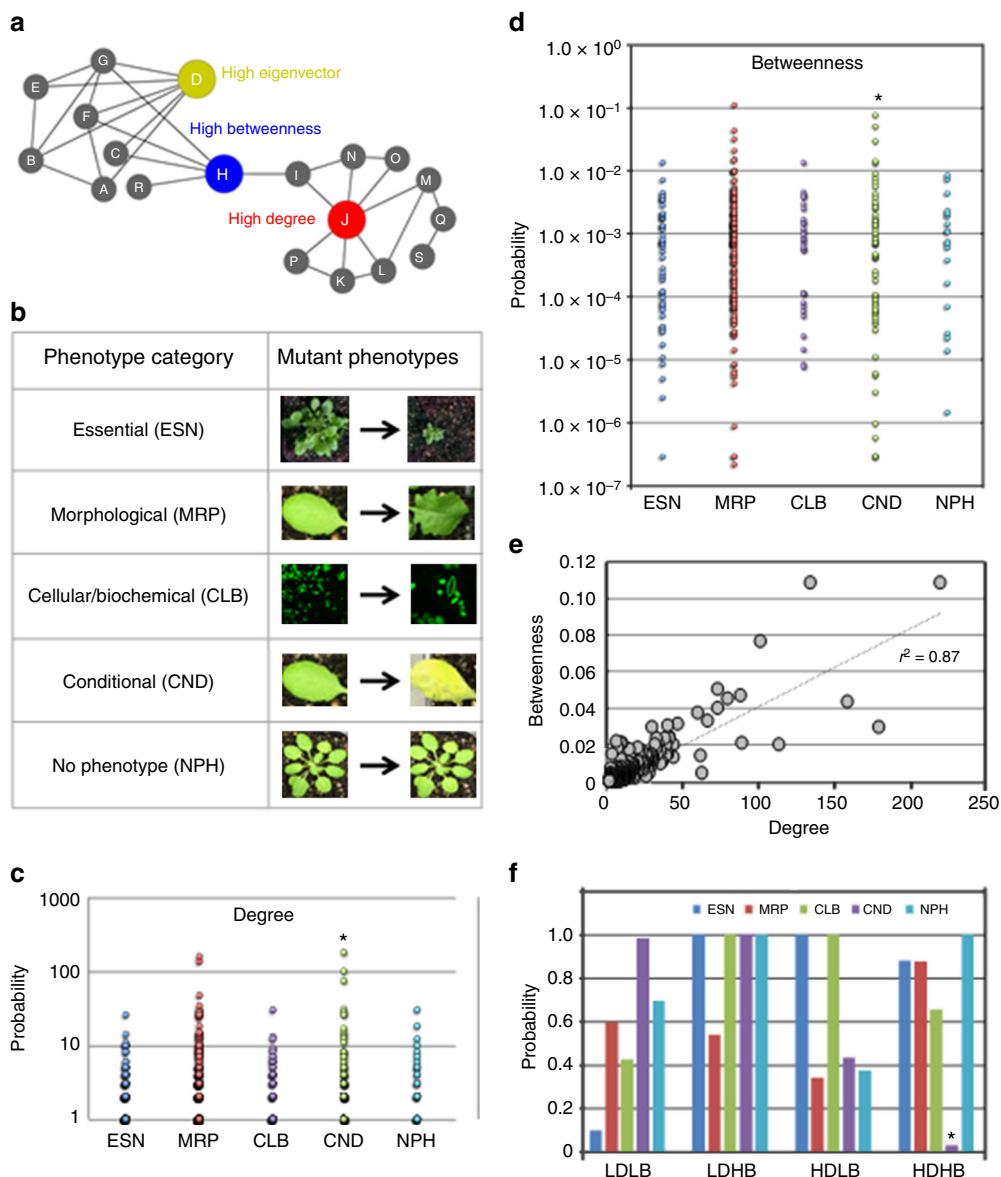 a
G
E
D
High eigenvector
F
High betweenness
B
C
A
R
H
I
N
O
M
High degree
J
Q
P
K
L
S
b
Phenotype category
Mutant phenotypes
Essential (ESN)
Morphological (MRP)
Cellular/biochemical (CLB)
Conditional (CND)
No phenotype (NPH)
c
1000
Degree
*
100
10
1
Probability
ESN MRP CLB CND NPH
d
1.0 × 10⁰
Betweenness
*
1.0 × 10⁻¹
1.0 × 10⁻²
1.0 × 10⁻³
1.0 × 10⁻⁴
1.0 × 10⁻⁵
1.0 × 10⁻⁶
1.0 × 10⁻⁷
Probability
ESN MRP CLB CND NPH
e
0.12
0.10
0.08
0.06
0.04
0.02
0
Betweenness
r² = 0.87
0 50 100 150 200 250
Degree
f
ESN MRP CLB CND NPH
1.0
0.8
0.6
0.4
0.2
0
Probability
*
LDLB LDHB HDLB HDHB